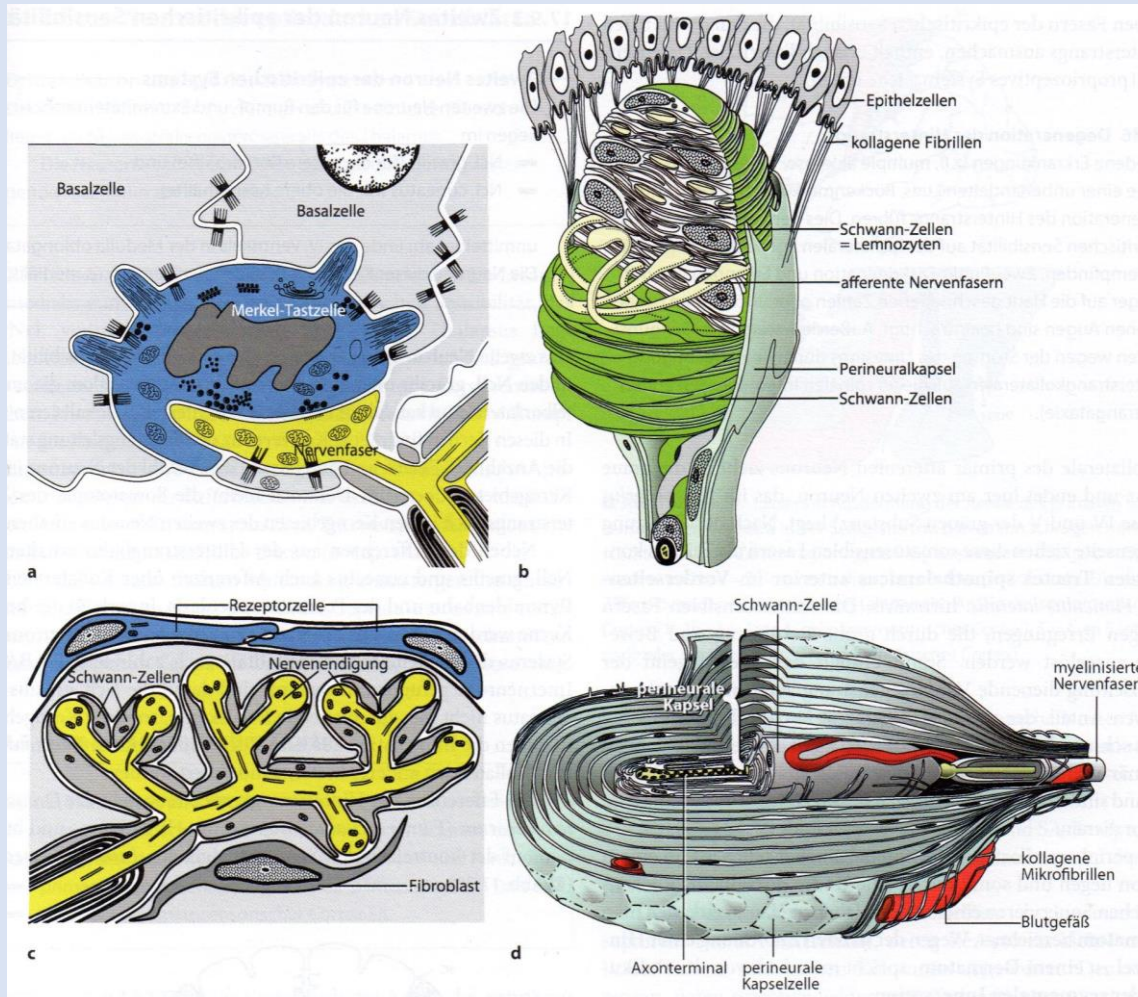 Basalzelle
Basalzelle
Merkel-Tastzelle
Nervenfaser
a
Epithelzellen
kollagene Fibrillen
Schwann-Zellen
= Lemnozyten
afferente Nervenfasern
Perineuralkapsel
Schwann-Zellen
b
Rezeptorzelle
Nervenendigung
Schwann-Zellen
Fibroblast
c
Schwann-Zelle
perineurale
Kapsel
myelinisierte
Nervenfaser
kollagene
Mikrofibrillen
Blutgefäß
Axonterminal
perineurale
Kapselzelle
d